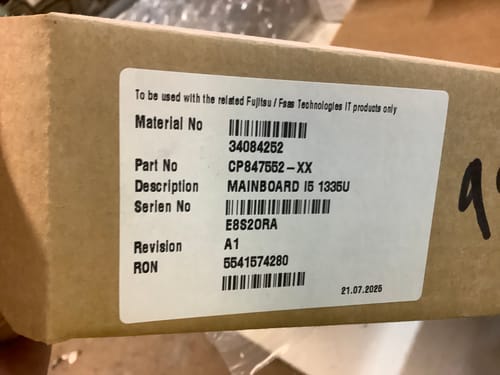 To be used with the related Fujitsu / Fsas Technologies IT products only
Material No
34084252
Part No CP847552-XX
Description MAINBOARD I5 1335U
Serien No
E8S20RA
Revision A1
RON 5541574280
21.07.2025